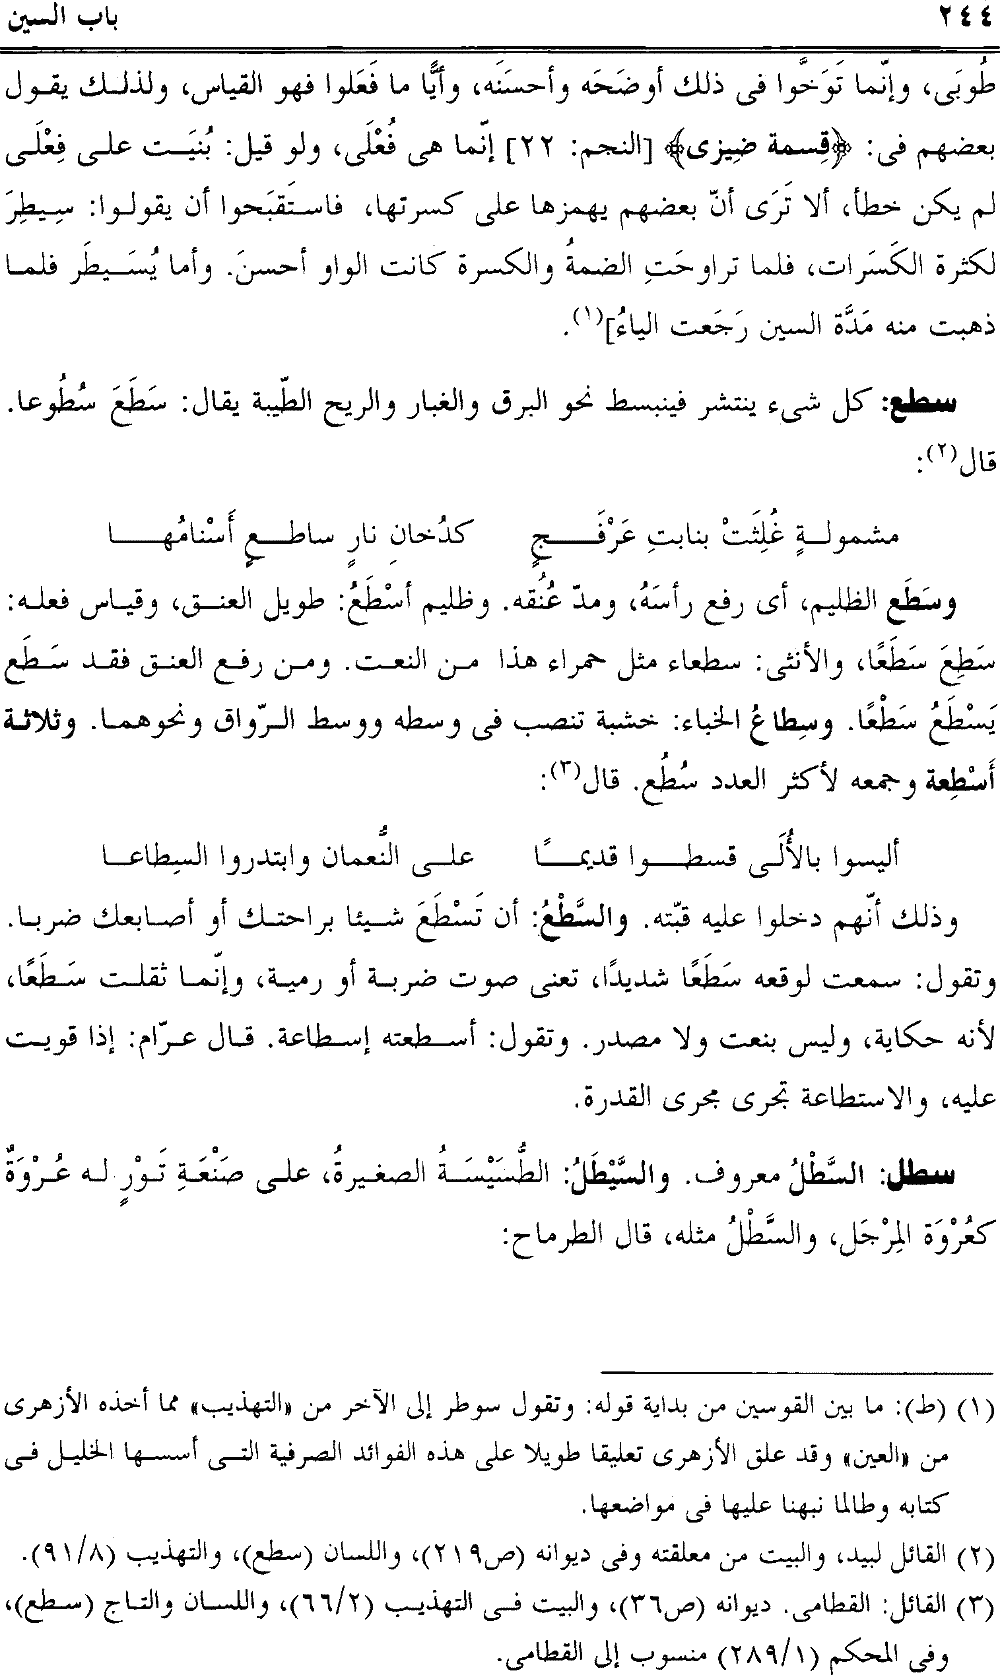 ٢٤٤ باب السين
طُوبَى، وإنّما تَوَخَّوا فى ذلك أوضَحَه وأحسَنَه، وأيًّا ما فَعَلوا فهو القياس، ولذلك يقول
بعضهم فى: ﴿قِسمة ضِيزى﴾ [النجم: ٢٢] إنّما هى فُعْلَى، ولو قيل: بُنيَت على فِعْلَى
لم يكن خطأ، ألا تَرَى أنّ بعضهم يهمزها على كسرتها، فاستَقبَحوا أن يقولوا: سِيطِرَ
لكثرة الكَسَرات، فلما تراوحَتِ الضمةُ والكسرة كانت الواو أحسنَ. وأما يُسَيطَر فلما
ذهبت منه مَدَّة السين رَجَعت الياءُ](١).
سطع: كل شىء ينتشر فينبسط نحو البرق والغبار والريح الطّيبة يقال: سَطَعَ سُطُوعا.
قال(٢):
مشمولةٍ غُلِثَتْ بنابتِ عَرْفَجٍ كدُخانِ نارٍ ساطعٍ أَسْنامُها
وسَطَع الظليم، أى رفع رأسَهُ، ومدّ عُنُقه. وظليم أسْطَعُ: طويل العنق، وقياس فعله:
سَطِعَ سَطَعًا، والأنثى: سطعاء مثل حمراء هذا من النعت. ومن رفع العنق فقد سَطَع
يَسْطَعُ سَطْعًا. وسِطاعُ الخباء: خشبة تنصب فى وسطه ووسط الرّواق ونحوهما. وثلاثة
أَسْطِعة وجمعه لأكثر العدد سُطُع. قال(٣):
أليسوا بالأُلَى قسطوا قديمًا على النُّعمان وابتدروا السِطاعا
وذلك أنّهم دخلوا عليه قبّته. والسَّطْعُ: أن تَسْطَعَ شيئا براحتك أو أصابعك ضربا.
وتقول: سمعت لوقعه سَطَعًا شديدًا، تعنى صوت ضربة أو رمية، وإنّما ثقلت سَطَعًا،
لأنه حكاية، وليس بنعت ولا مصدر. وتقول: أسطعته إسطاعة. قال عرّام: إذا قويت
عليه، والاستطاعة تجرى مجرى القدرة.
سطل: السَّطْلُ معروف. والسَّيْطَلُ: الطُّسَيْسَةُ الصغيرةُ، على صَنْعَةِ تَوْرٍ له عُرْوَةٌ
كعُرْوَة المِرْجَل، والسَّطْلُ مثله، قال الطرماح:
(١) (ط): ما بين القوسين من بداية قوله: وتقول سوطر إلى الآخر من «التهذيب» مما أخذه الأزهرى
من «العين» وقد علق الأزهرى تعليقا طويلا على هذه الفوائد الصرفية التى أسسها الخليل فى
كتابه وطالما نبهنا عليها فى مواضعها.
(٢) القائل لبيد، والبيت من معلقته وفى ديوانه (ص٢١٩)، واللسان (سطع)، والتهذيب (٩١/٨).
(٣) القائل: القطامى. ديوانه (ص٣٦)، والبيت فى التهذيب (٦٦/٢)، واللسان والتاج (سطع)،
وفى المحكم (٢٨٩/١) منسوب إلى القطامى.